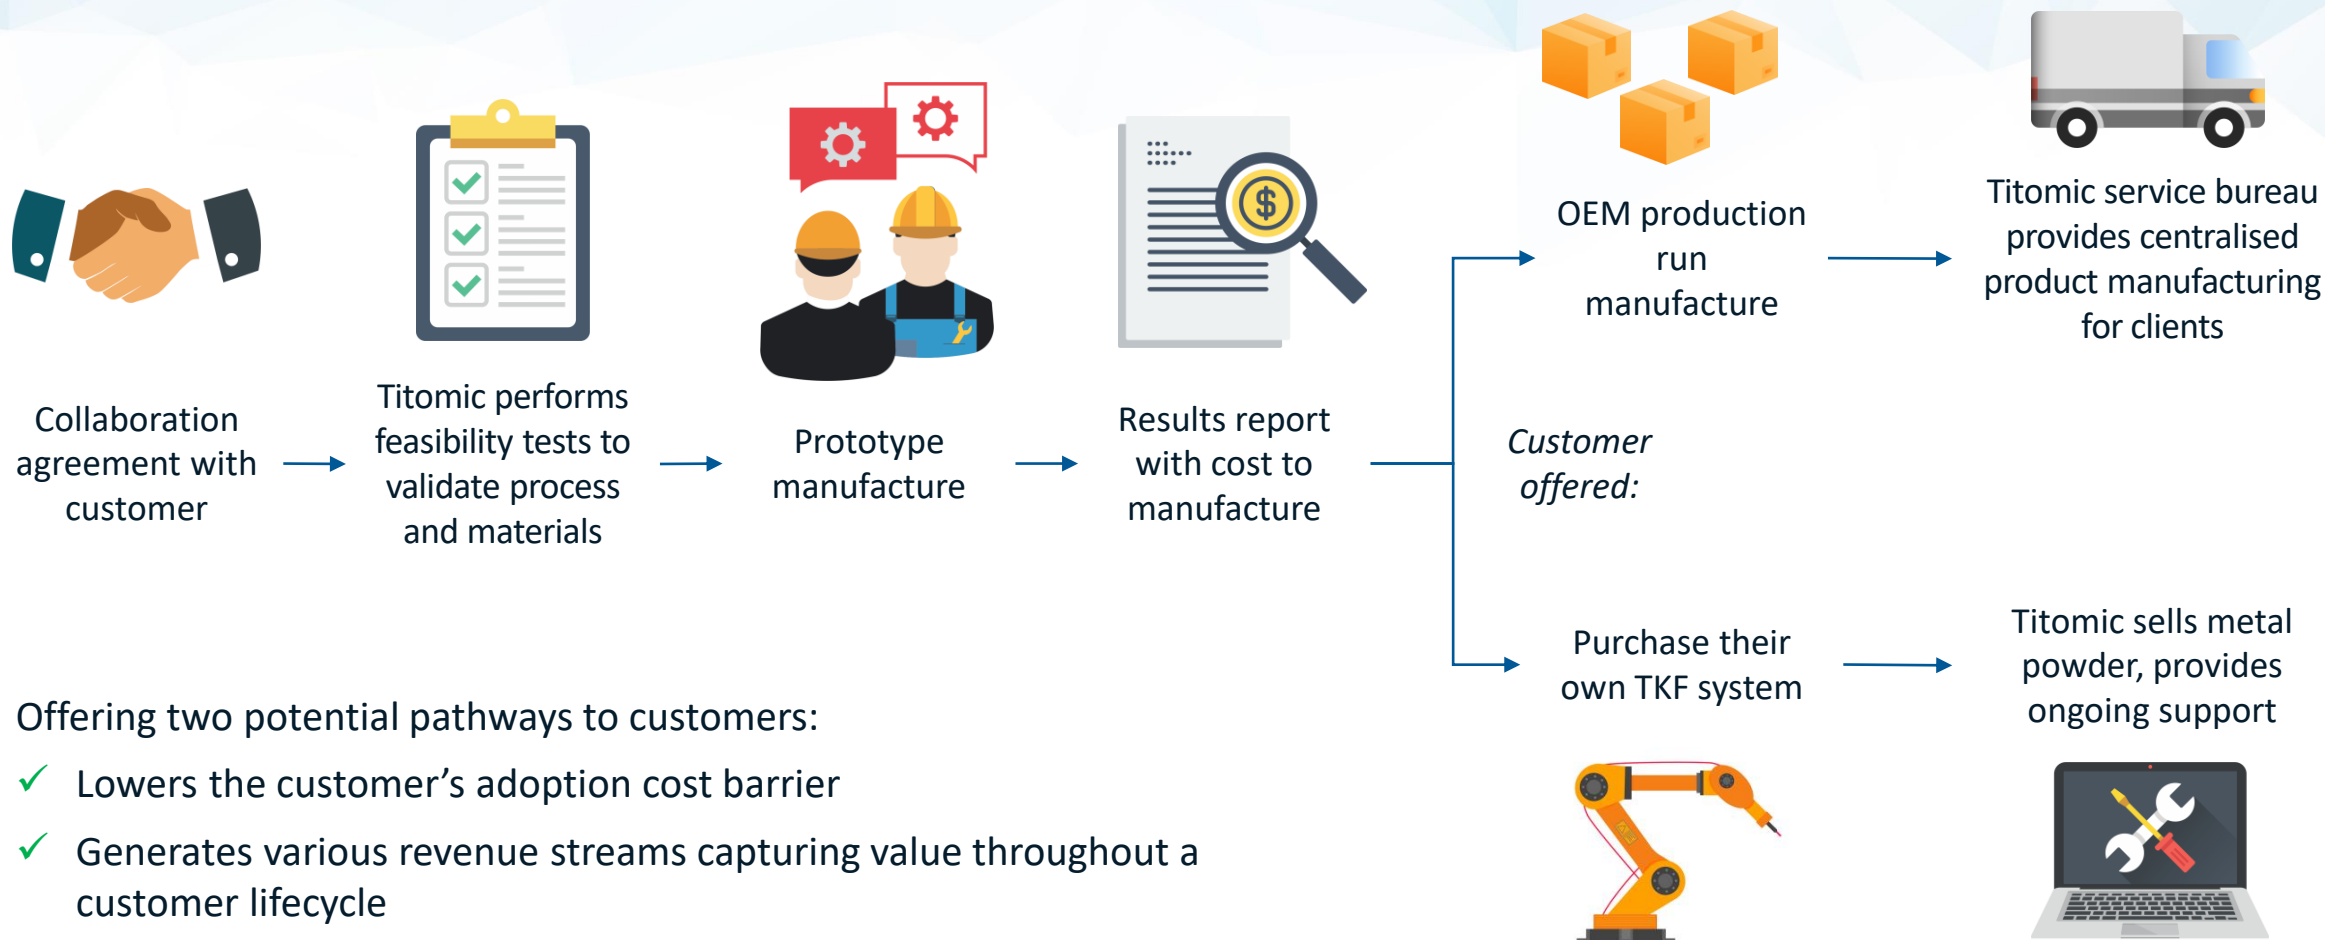 Collaboration
agreement with
customer
Titomic performs
feasibility tests to
validate process
and materials
Prototype
manufacture
Results report
with cost to
manufacture
Customer
offered:
OEM production
run
manufacture
Titomic service bureau
provides centralised
product manufacturing
for clients
Purchase their
own TKF system
Titomic sells metal
powder, provides
ongoing support
Offering two potential pathways to customers:
✓ Lowers the customer’s adoption cost barrier
✓ Generates various revenue streams capturing value throughout a
customer lifecycle